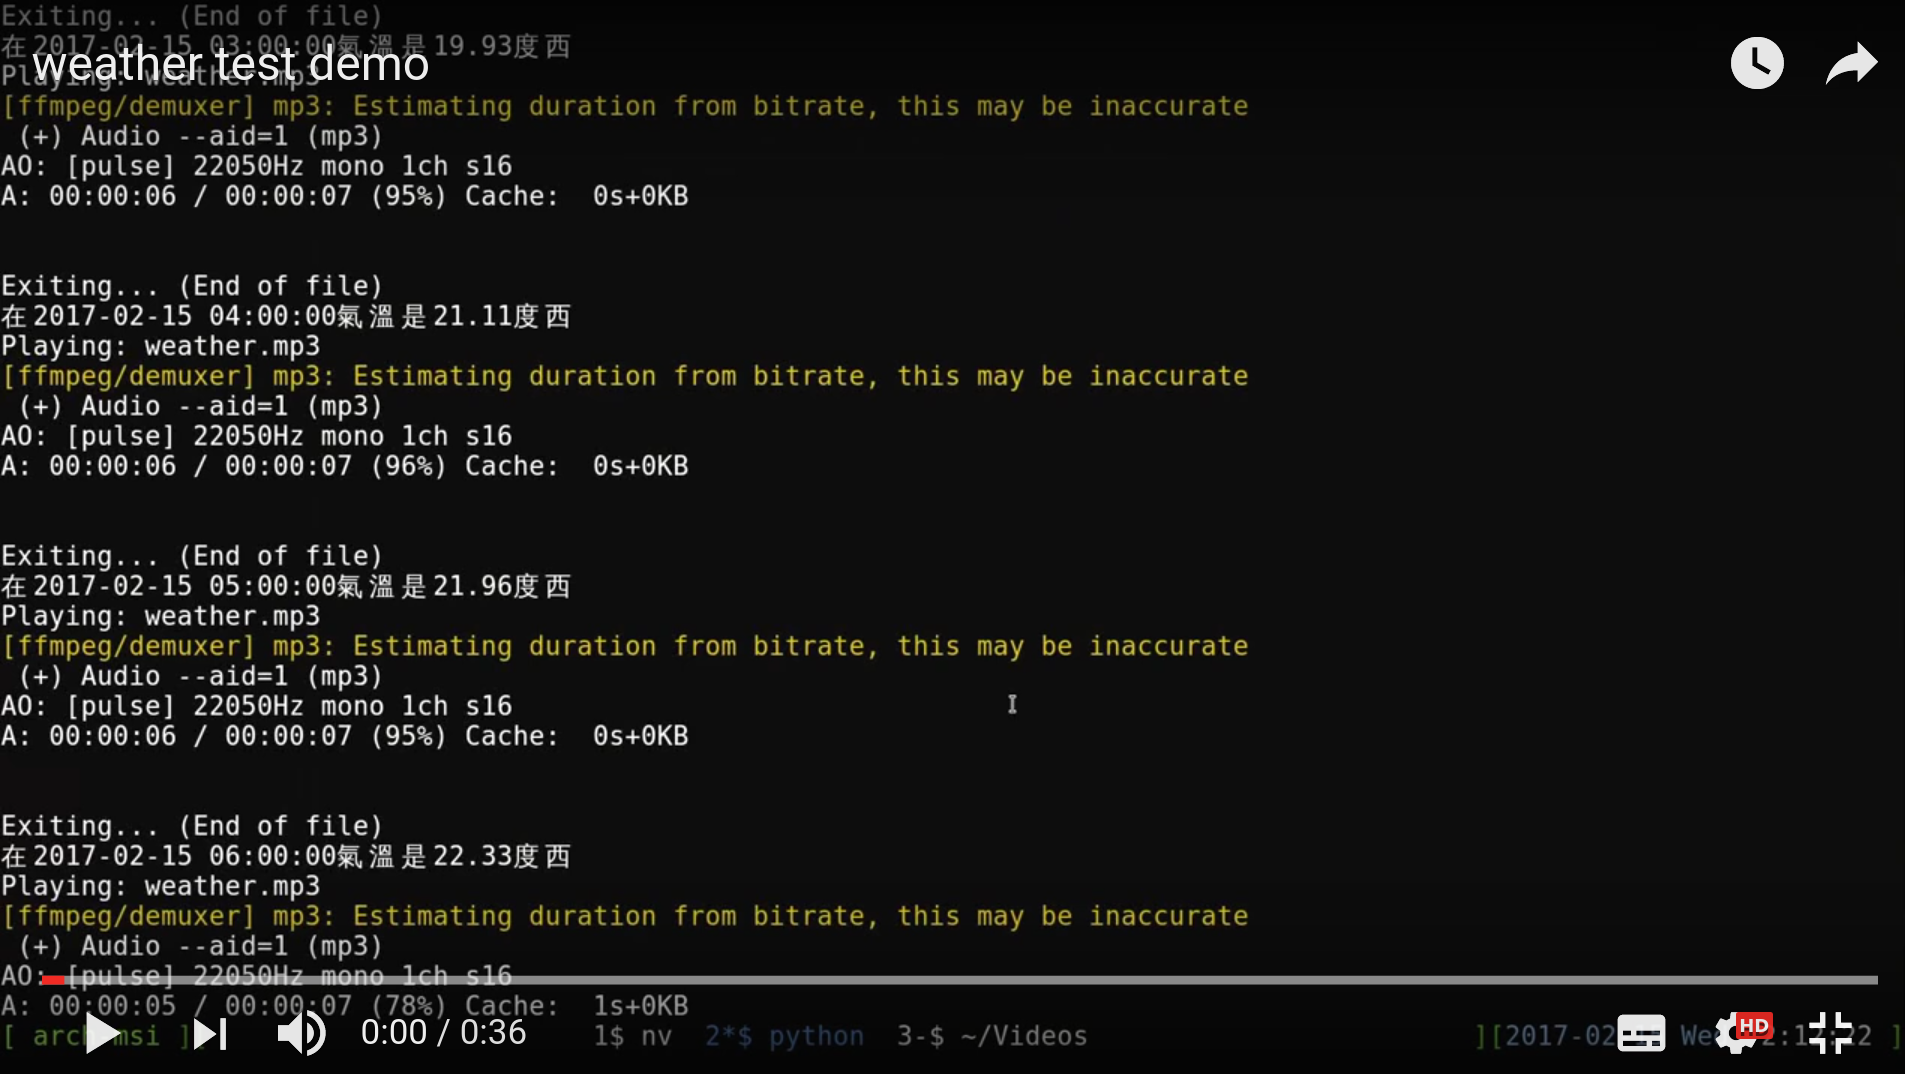 Exiting... (End of file)
在2017-02-15 03:00:00氣溫是19.93度西
weather test demo
Playing: weather.mp3
[ffmpeg/demuxer] mp3: Estimating duration from bitrate, this may be inaccurate
(+) Audio --aid=1 (mp3)
AO: [pulse] 22050Hz mono 1ch s16
A: 00:00:06 / 00:00:07 (95%) Cache: 0s+0KB
Exiting... (End of file)
在2017-02-15 04:00:00氣溫是21.11度西
Playing: weather.mp3
[ffmpeg/demuxer] mp3: Estimating duration from bitrate, this may be inaccurate
(+) Audio --aid=1 (mp3)
AO: [pulse] 22050Hz mono 1ch s16
A: 00:00:06 / 00:00:07 (96%) Cache: 0s+0KB
Exiting... (End of file)
在2017-02-15 05:00:00氣溫是21.96度西
Playing: weather.mp3
[ffmpeg/demuxer] mp3: Estimating duration from bitrate, this may be inaccurate
(+) Audio --aid=1 (mp3)
AO: [pulse] 22050Hz mono 1ch s16
A: 00:00:06 / 00:00:07 (95%) Cache: 0s+0KB
Exiting... (End of file)
在2017-02-15 06:00:00氣溫是22.33度西
Playing: weather.mp3
[ffmpeg/demuxer] mp3: Estimating duration from bitrate, this may be inaccurate
(+) Audio --aid=1 (mp3)
AO: [pulse] 22050Hz mono 1ch s16
A: 00:00:05 / 00:00:07 (78%) Cache: 1s+0KB
HD
0:00 / 0:36
[ arch msi ][ 1$ nv 2*$ python 3-$ ~/Videos ][2017-02